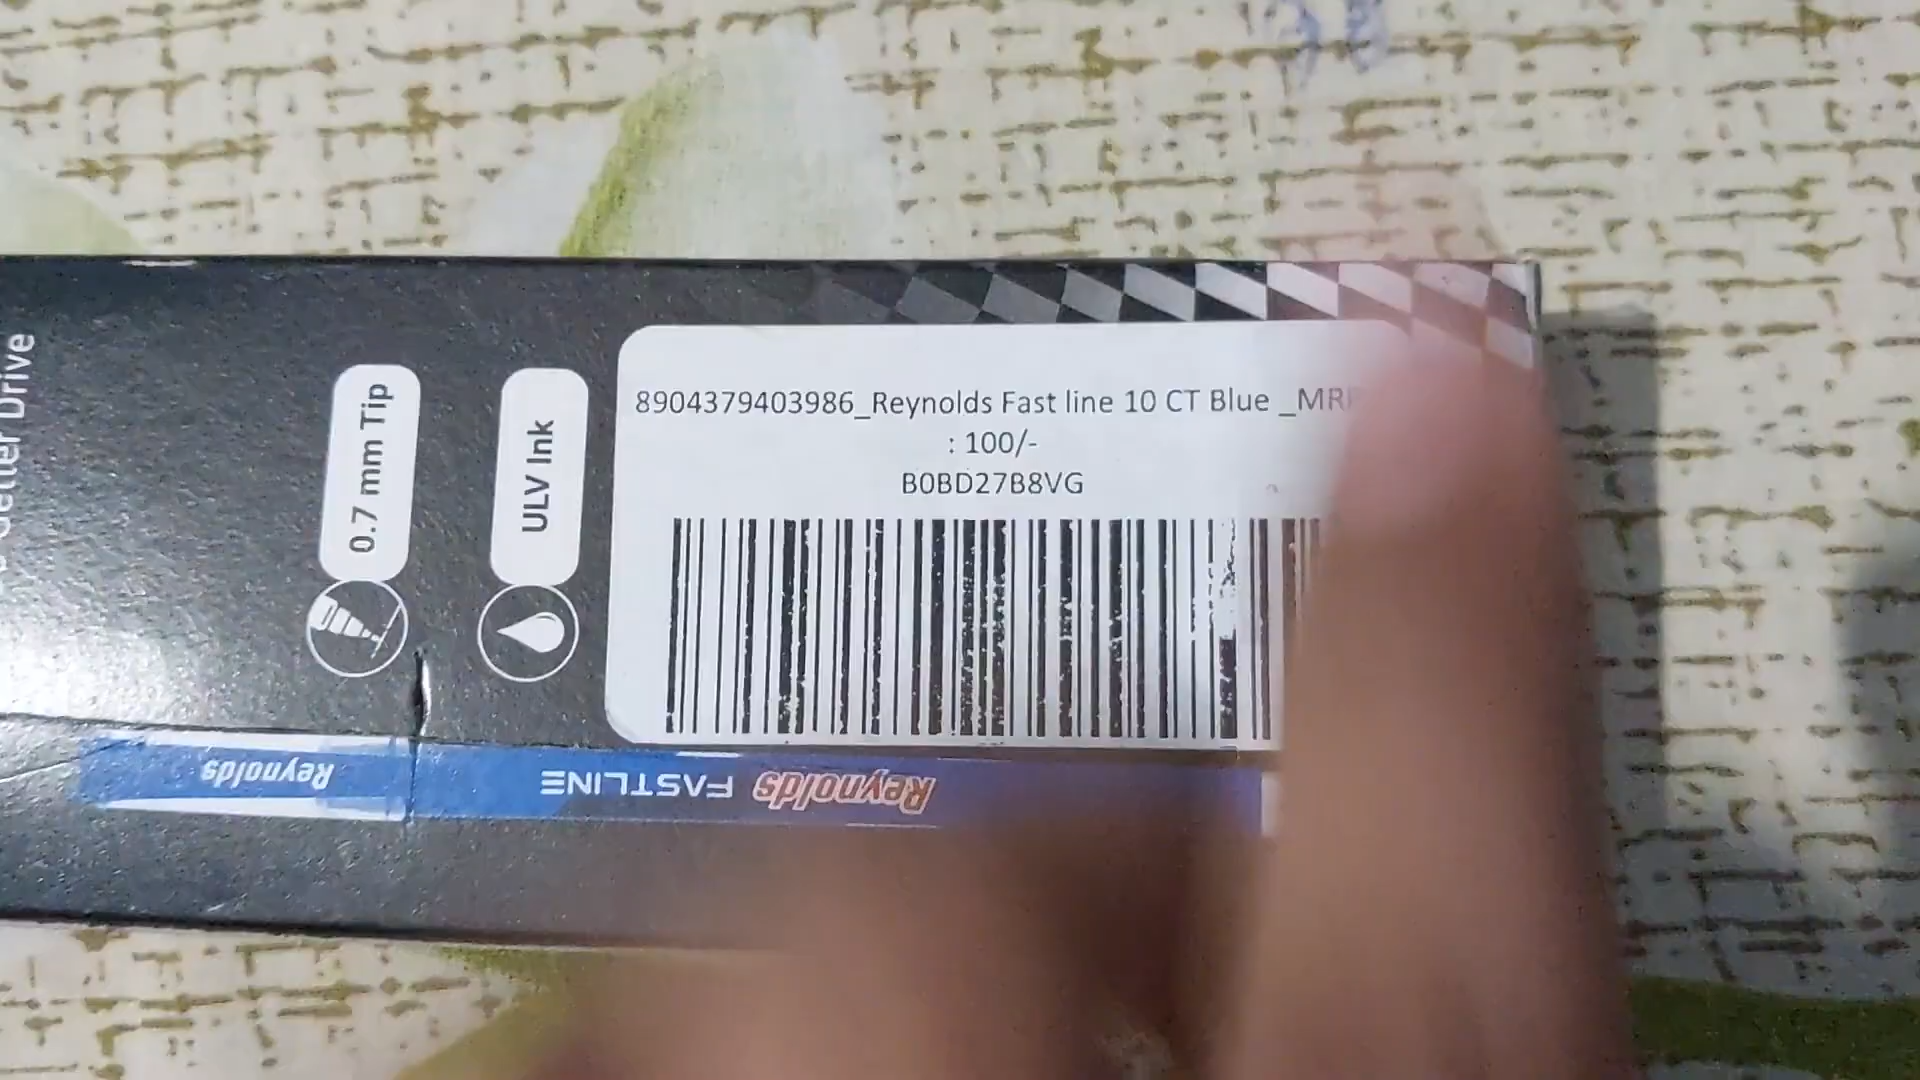 8904379403986_Reynolds Fast line 10 CT Blue _MRP
: 100/-
B0BD27B8VG
0.7 mm Tip
ULV Ink
Better Drive
Reynolds FASTLINE
Reynolds